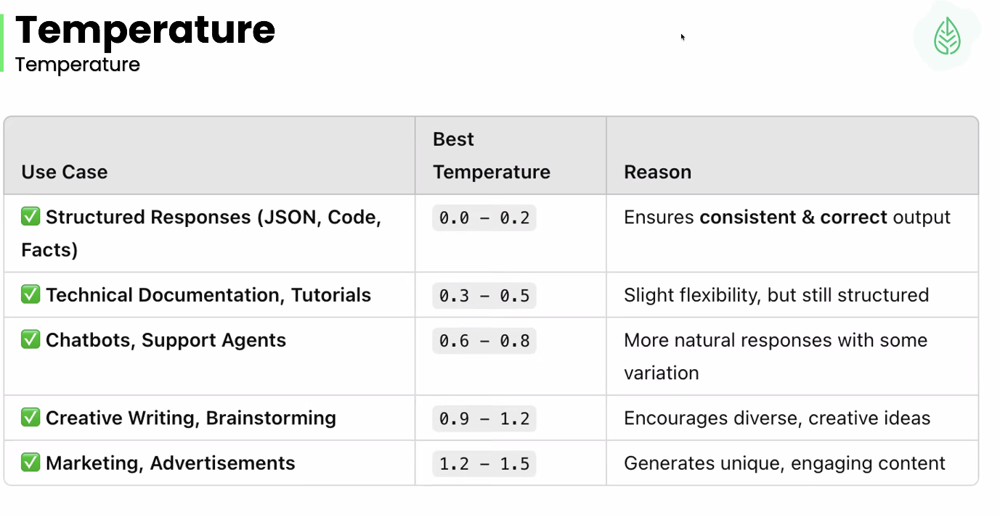 Temperature
Temperature
Best
Use Case Temperature Reason
✅ Structured Responses (JSON, Code, 0.0 – 0.2 Ensures consistent & correct output
Facts)
✅ Technical Documentation, Tutorials 0.3 – 0.5 Slight flexibility, but still structured
✅ Chatbots, Support Agents 0.6 – 0.8 More natural responses with some
variation
✅ Creative Writing, Brainstorming 0.9 – 1.2 Encourages diverse, creative ideas
✅ Marketing, Advertisements 1.2 – 1.5 Generates unique, engaging content